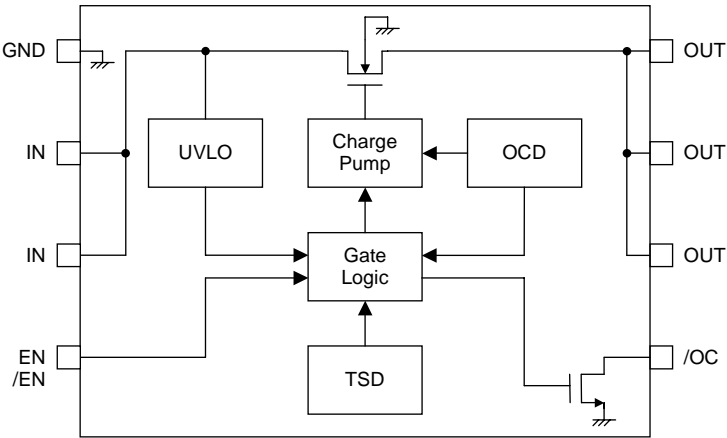 GND
OUT
IN
UVLO
Charge
Pump
OCD
OUT
IN
Gate
Logic
OUT
EN
/EN
TSD
/OC